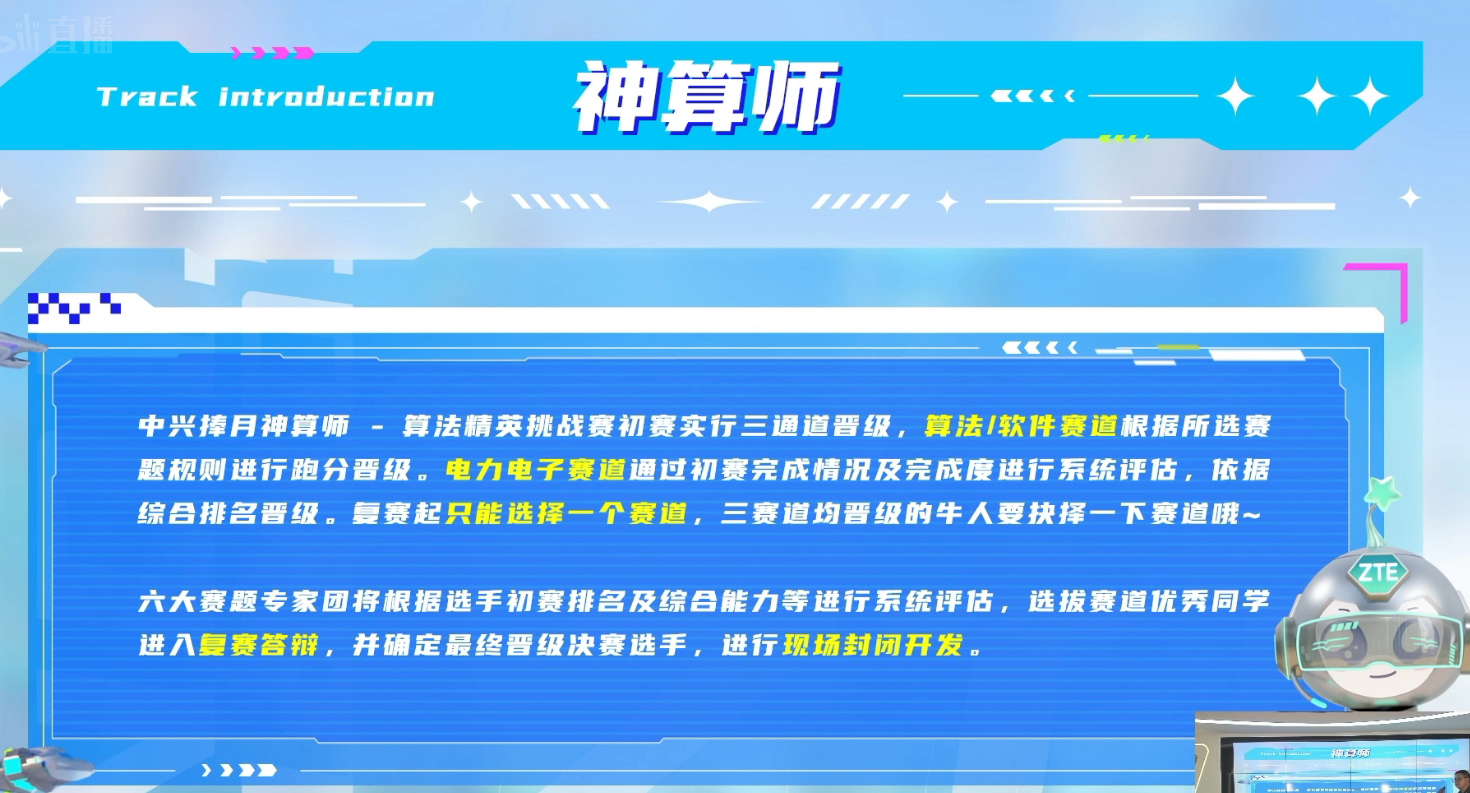 直播
Track introduction
神算师
中兴捧月神算师 - 算法精英挑战赛初赛实行三通道晋级，算法/软件赛道根据所选赛
题规则进行跑分晋级。电力电子赛道通过初赛完成情况及完成度进行系统评估，依据
综合排名晋级。复赛起只能选择一个赛道，三赛道均晋级的牛人要抉择一下赛道哦~
六大赛题专家团将根据选手初赛排名及综合能力等进行系统评估，选拔赛道优秀同学
进入复赛答辩，并确定最终晋级决赛选手，进行现场封闭开发。
ZTE
Track introduction
神算师